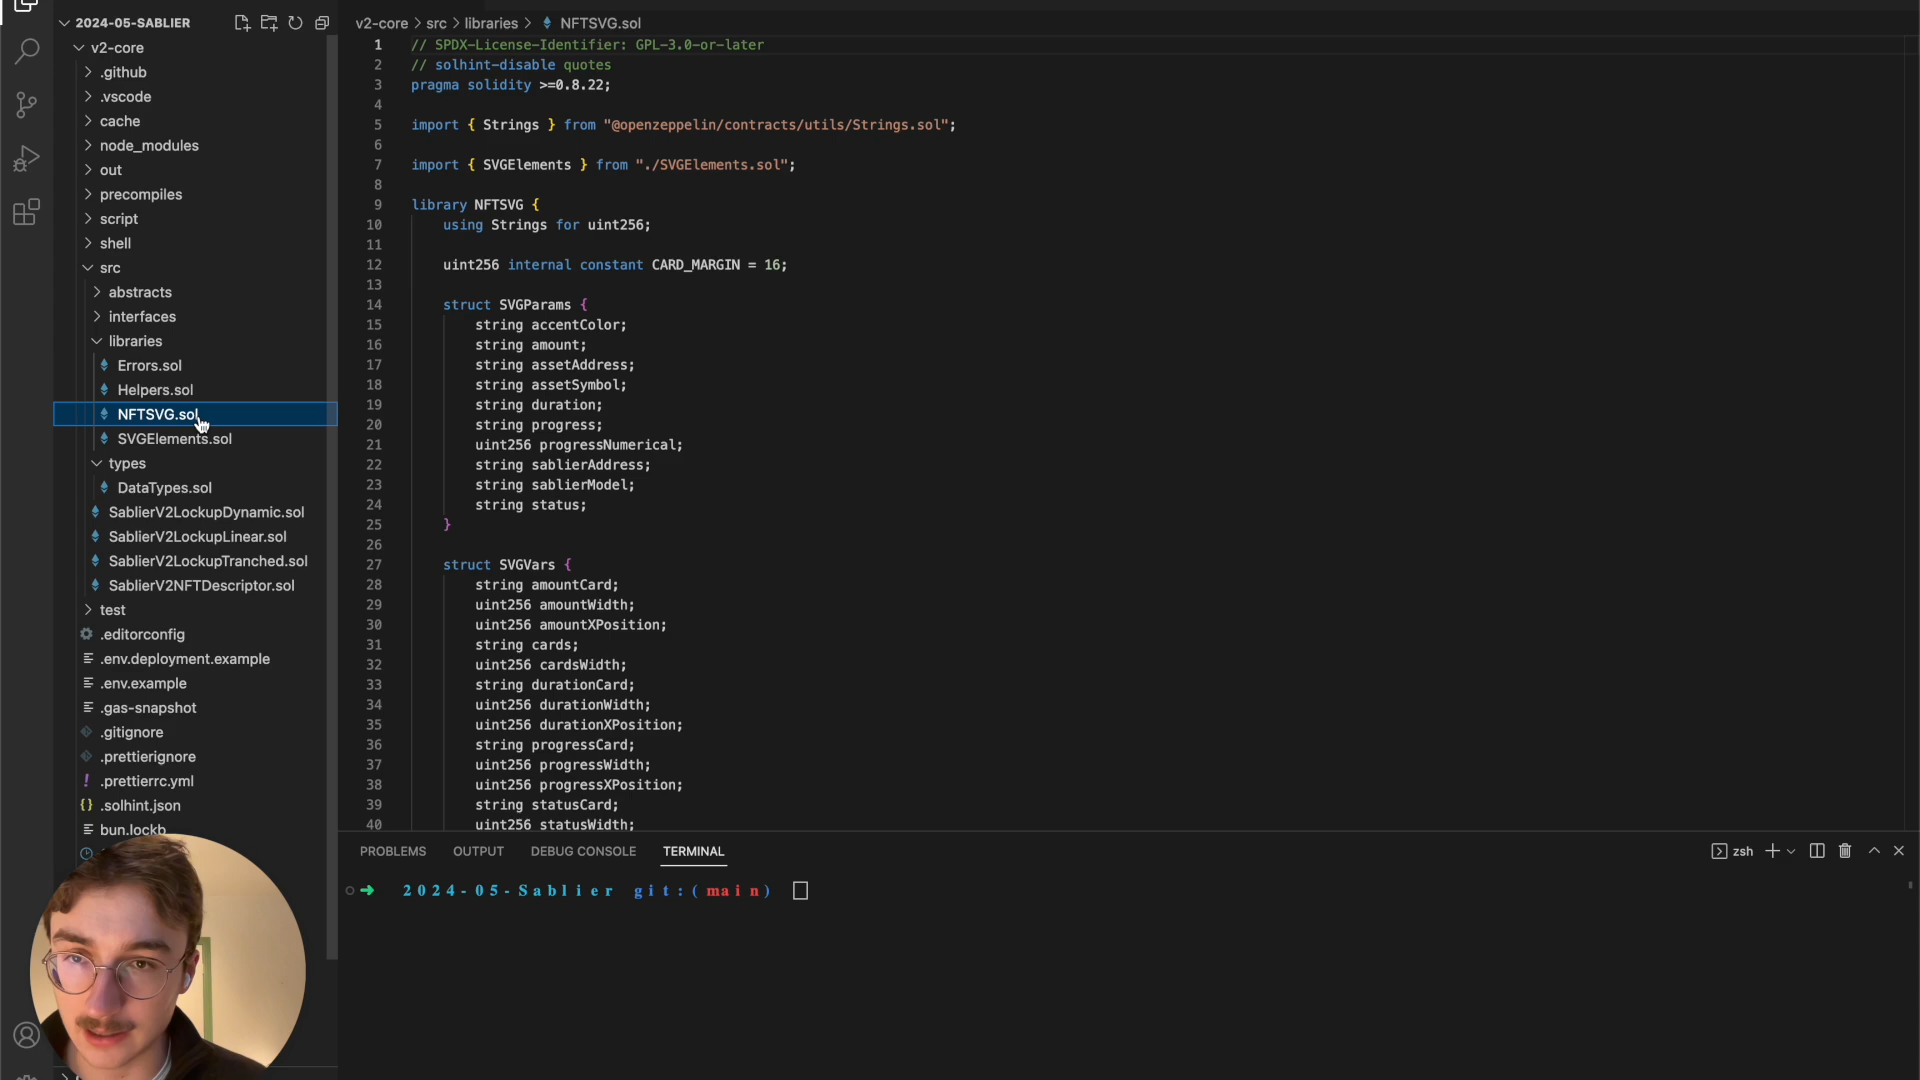 2024-05-SABLIER
v2-core
.github
.vscode
cache
node_modules
out
precompiles
script
shell
src
abstracts
interfaces
libraries
Errors.sol
Helpers.sol
NFTSVG.sol
SVGElements.sol
types
DataTypes.sol
SablierV2LockupDynamic.sol
SablierV2LockupLinear.sol
SablierV2LockupTranched.sol
SablierV2NFTDescriptor.sol
test
.editorconfig
.env.deployment.example
.env.example
.gas-snapshot
.gitignore
.prettierignore
.prettierrc.yml
.solhint.json
bun.lockb
v2-core > src > libraries > NFTSVG.sol
1 // SPDX-License-Identifier: GPL-3.0-or-later
2 // solhint-disable quotes
3 pragma solidity >=0.8.22;
4
5 import { Strings } from "@openzeppelin/contracts/utils/Strings.sol";
6
7 import { SVGElements } from "./SVGElements.sol";
8
9 library NFTSVG {
10 using Strings for uint256;
11
12 uint256 internal constant CARD_MARGIN = 16;
13
14 struct SVGParams {
15 string accentColor;
16 string amount;
17 string assetAddress;
18 string assetSymbol;
19 string duration;
20 string progress;
21 uint256 progressNumerical;
22 string sablierAddress;
23 string sablierModel;
24 string status;
25 }
26
27 struct SVGVars {
28 string amountCard;
29 uint256 amountWidth;
30 uint256 amountXPosition;
31 string cards;
32 uint256 cardsWidth;
33 string durationCard;
34 uint256 durationWidth;
35 uint256 durationXPosition;
36 string progressCard;
37 uint256 progressWidth;
38 uint256 progressXPosition;
39 string statusCard;
40 uint256 statusWidth;
PROBLEMS OUTPUT DEBUG CONSOLE TERMINAL zsh
2024-05-Sablier git:(main)